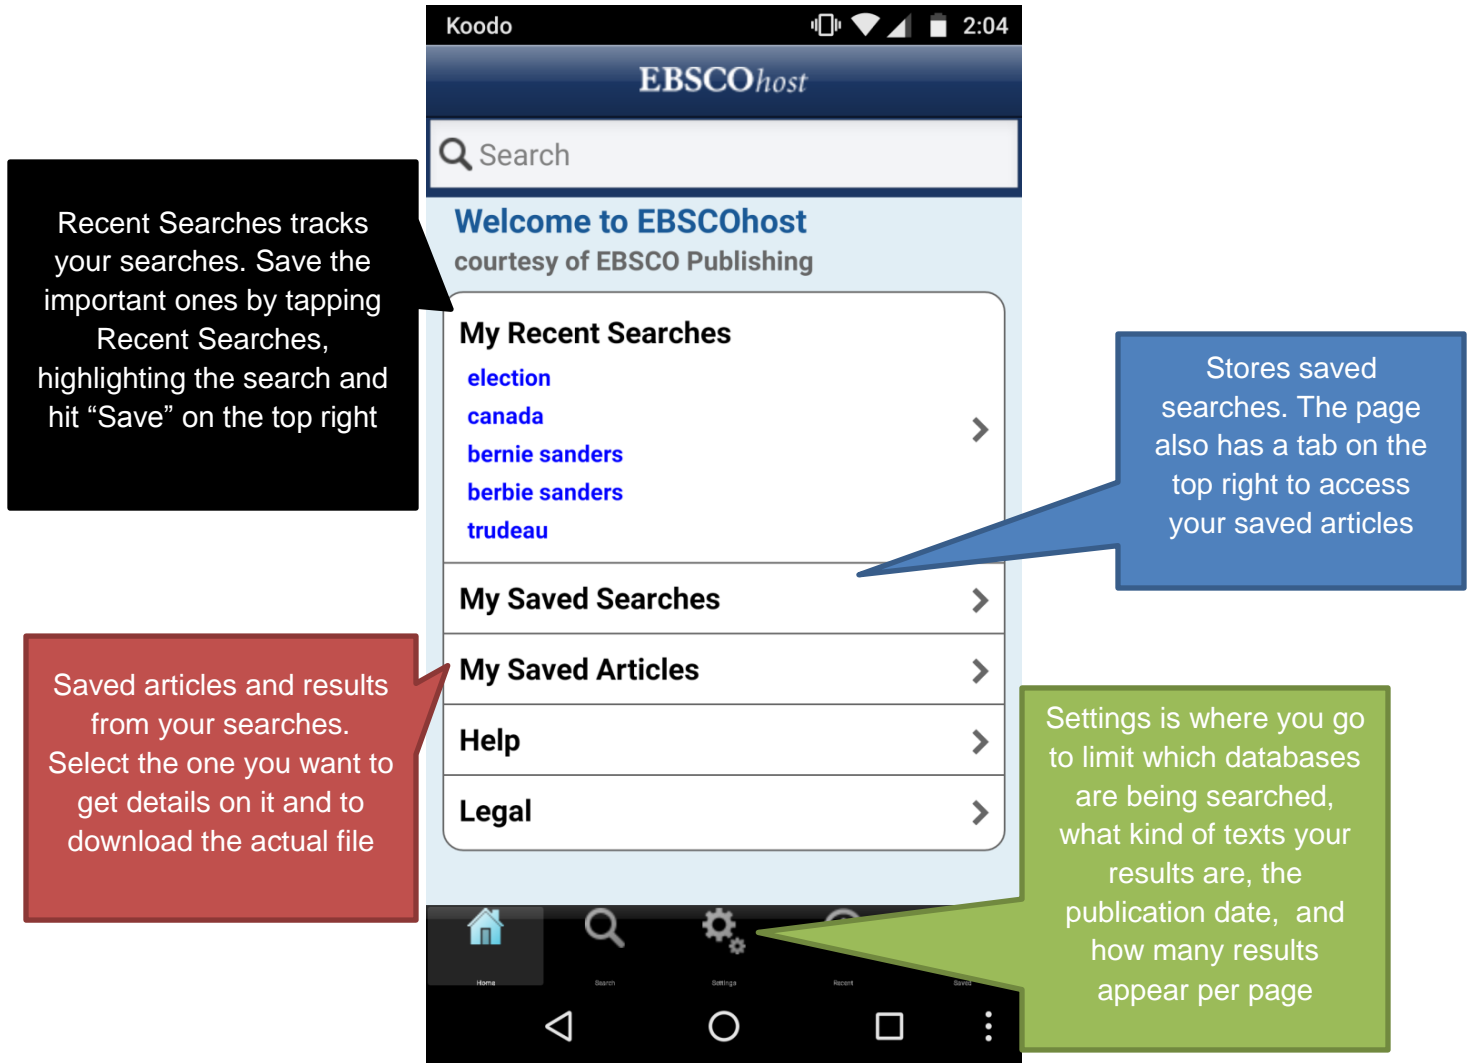 Koodo
2:04
EBSCOhost
Search
Welcome to EBSCOhost
courtesy of EBSCO Publishing
My Recent Searches
election
canada
bernie sanders
berbie sanders
trudeau
My Saved Searches
My Saved Articles
Help
Legal
Home
Search
Settings
Recent
Saved
Recent Searches tracks
your searches. Save the
important ones by tapping
Recent Searches,
highlighting the search and
hit “Save” on the top right
Stores saved
searches. The page
also has a tab on the
top right to access
your saved articles
Saved articles and results
from your searches.
Select the one you want to
get details on it and to
download the actual file
Settings is where you go
to limit which databases
are being searched,
what kind of texts your
results are, the
publication date,  and
how many results
appear per page